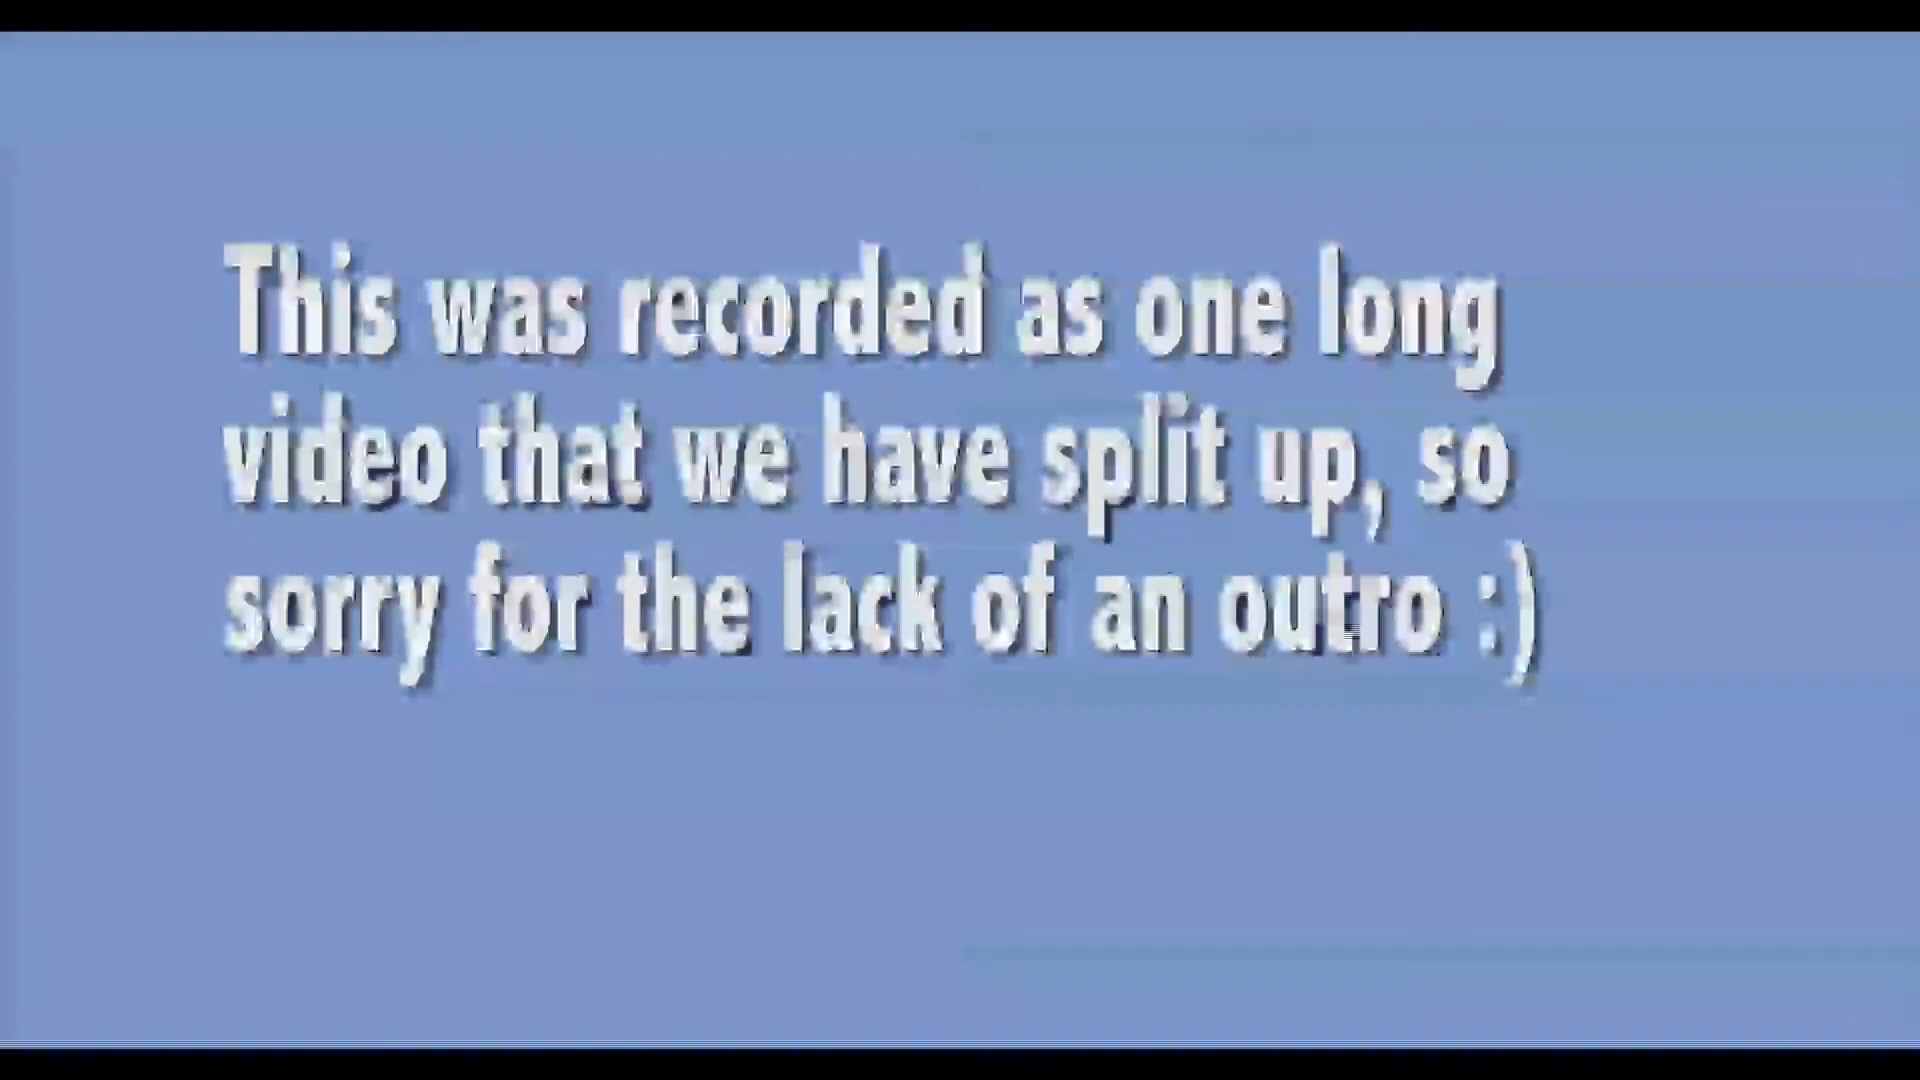 This was recorded as one long
video that we have split up, so
sorry for the lack of an outro :)